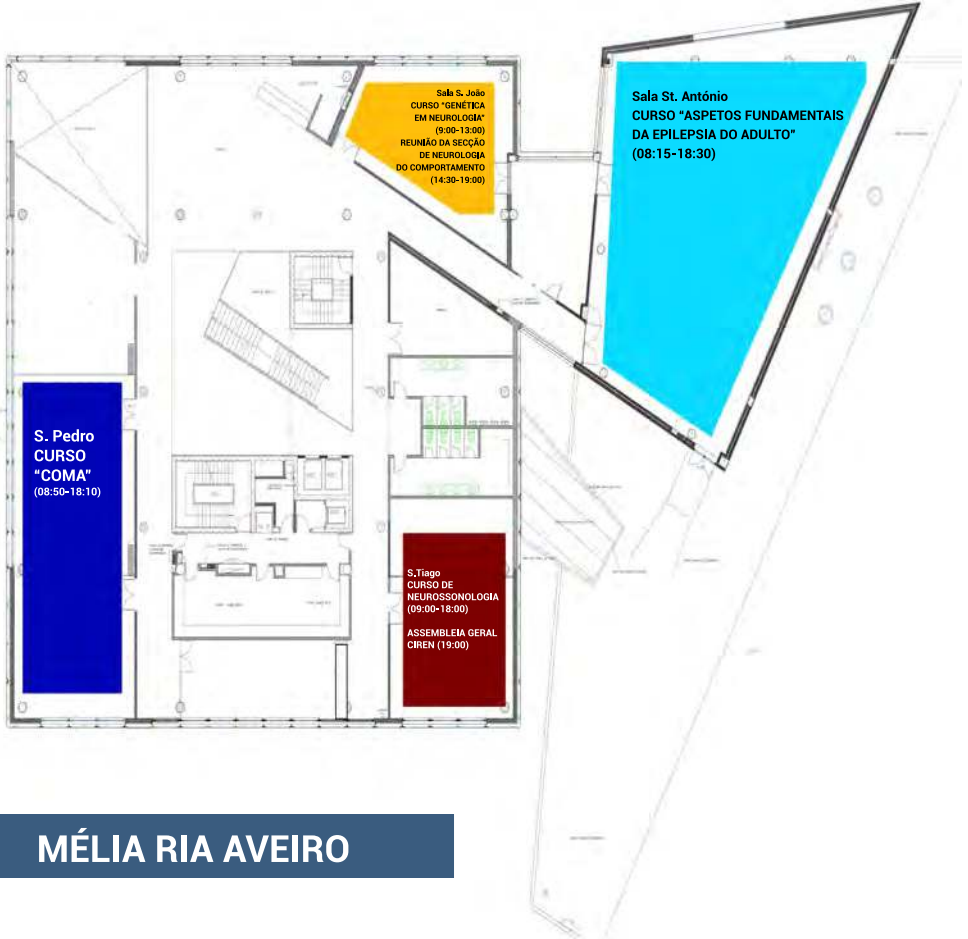 Sala S. João
CURSO "GENÉTICA
EM NEUROLOGIA"
(9:00-13:00)
REUNIÃO DA SECÇÃO
DE NEUROLOGIA
DO COMPORTAMENTO
(14:30-19:00)
Sala St. António
CURSO "ASPETOS FUNDAMENTAIS
DA EPILEPSIA DO ADULTO"
(08:15-18:30)
S. Pedro
CURSO
"COMA"
(08:50-18:10)
S.Tiago
CURSO DE
NEUROSSONOLOGIA
(09:00-18:00)
ASSEMBLEIA GERAL
CIREN (19:00)
MÉLIA RIA AVEIRO